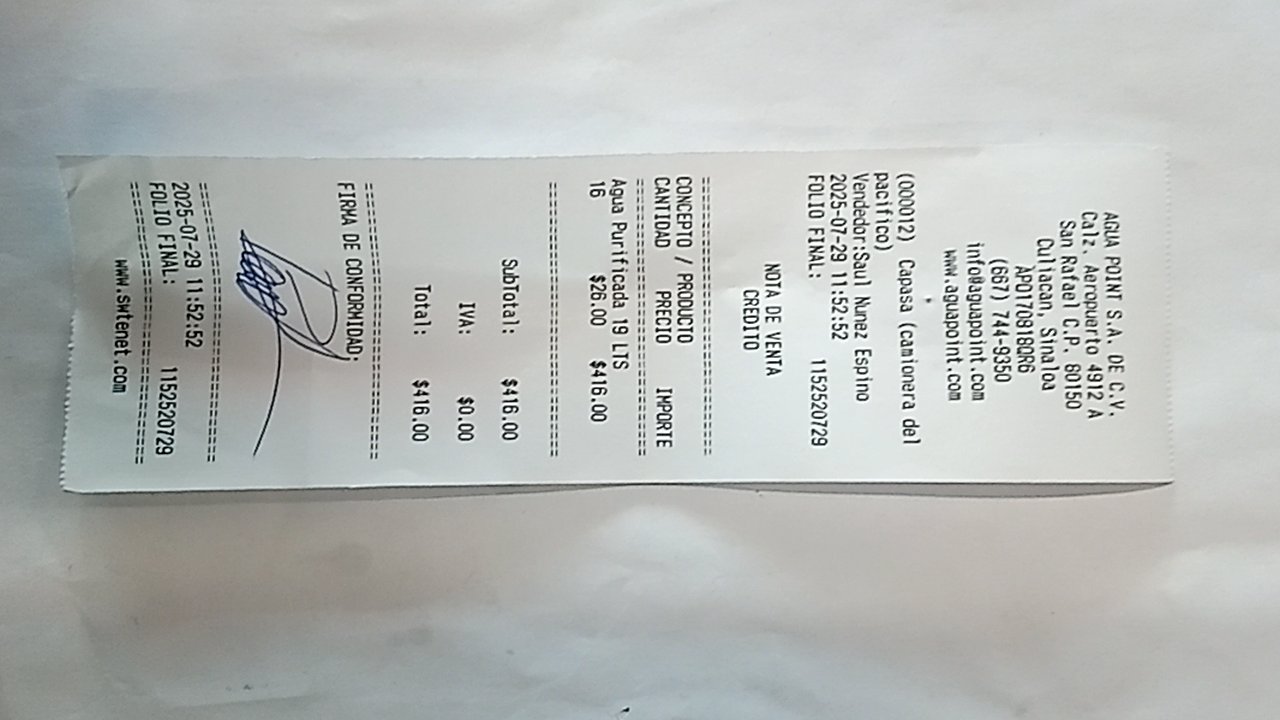 AGUA POINT S.A. DE C.V.
Calz. Aeropuerto 4912 A
San Rafael C.P. 80150
Culiacan, Sinaloa
APO170818QR6
(667) 744-9350
info@aguapoint.com
www.aguapoint.com
(000012) Capasa (camionera del
pacifico)
Vendedor:Saul Nunez Espino
2025-07-29 11:52:52
FOLIO FINAL: 1152520729
NOTA DE VENTA
CREDITO
==============================
CONCEPTO / PRODUCTO
CANTIDAD PRECIO IMPORTE
==============================
Agua Purificada 19 LTS
16 $26.00 $416.00
==============================
SubTotal: $416.00
IVA: $0.00
Total: $416.00
==============================
FIRMA DE CONFORMIDAD:
==============================
2025-07-29 11:52:52
FOLIO FINAL: 1152520729
==============================
www.swtenet.com